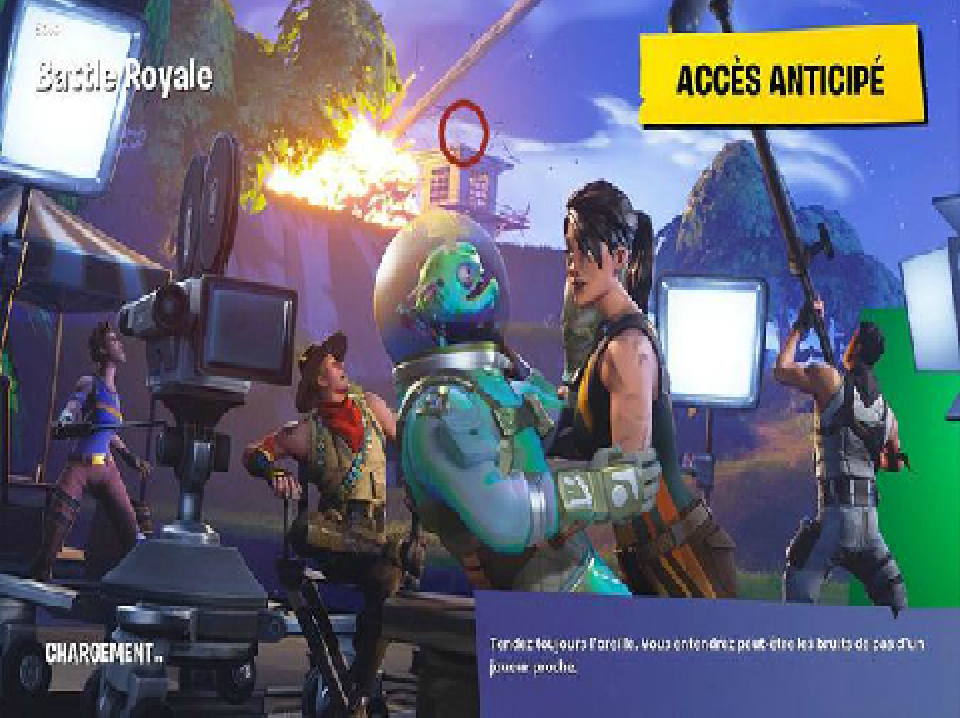 Solo
Battle Royale
ACCÈS ANTICIPÉ
CHARGEMENT..
Tendez toujours l'oreille. Vous entendrez peut-être les bruits de pas d'un
joueur proche.